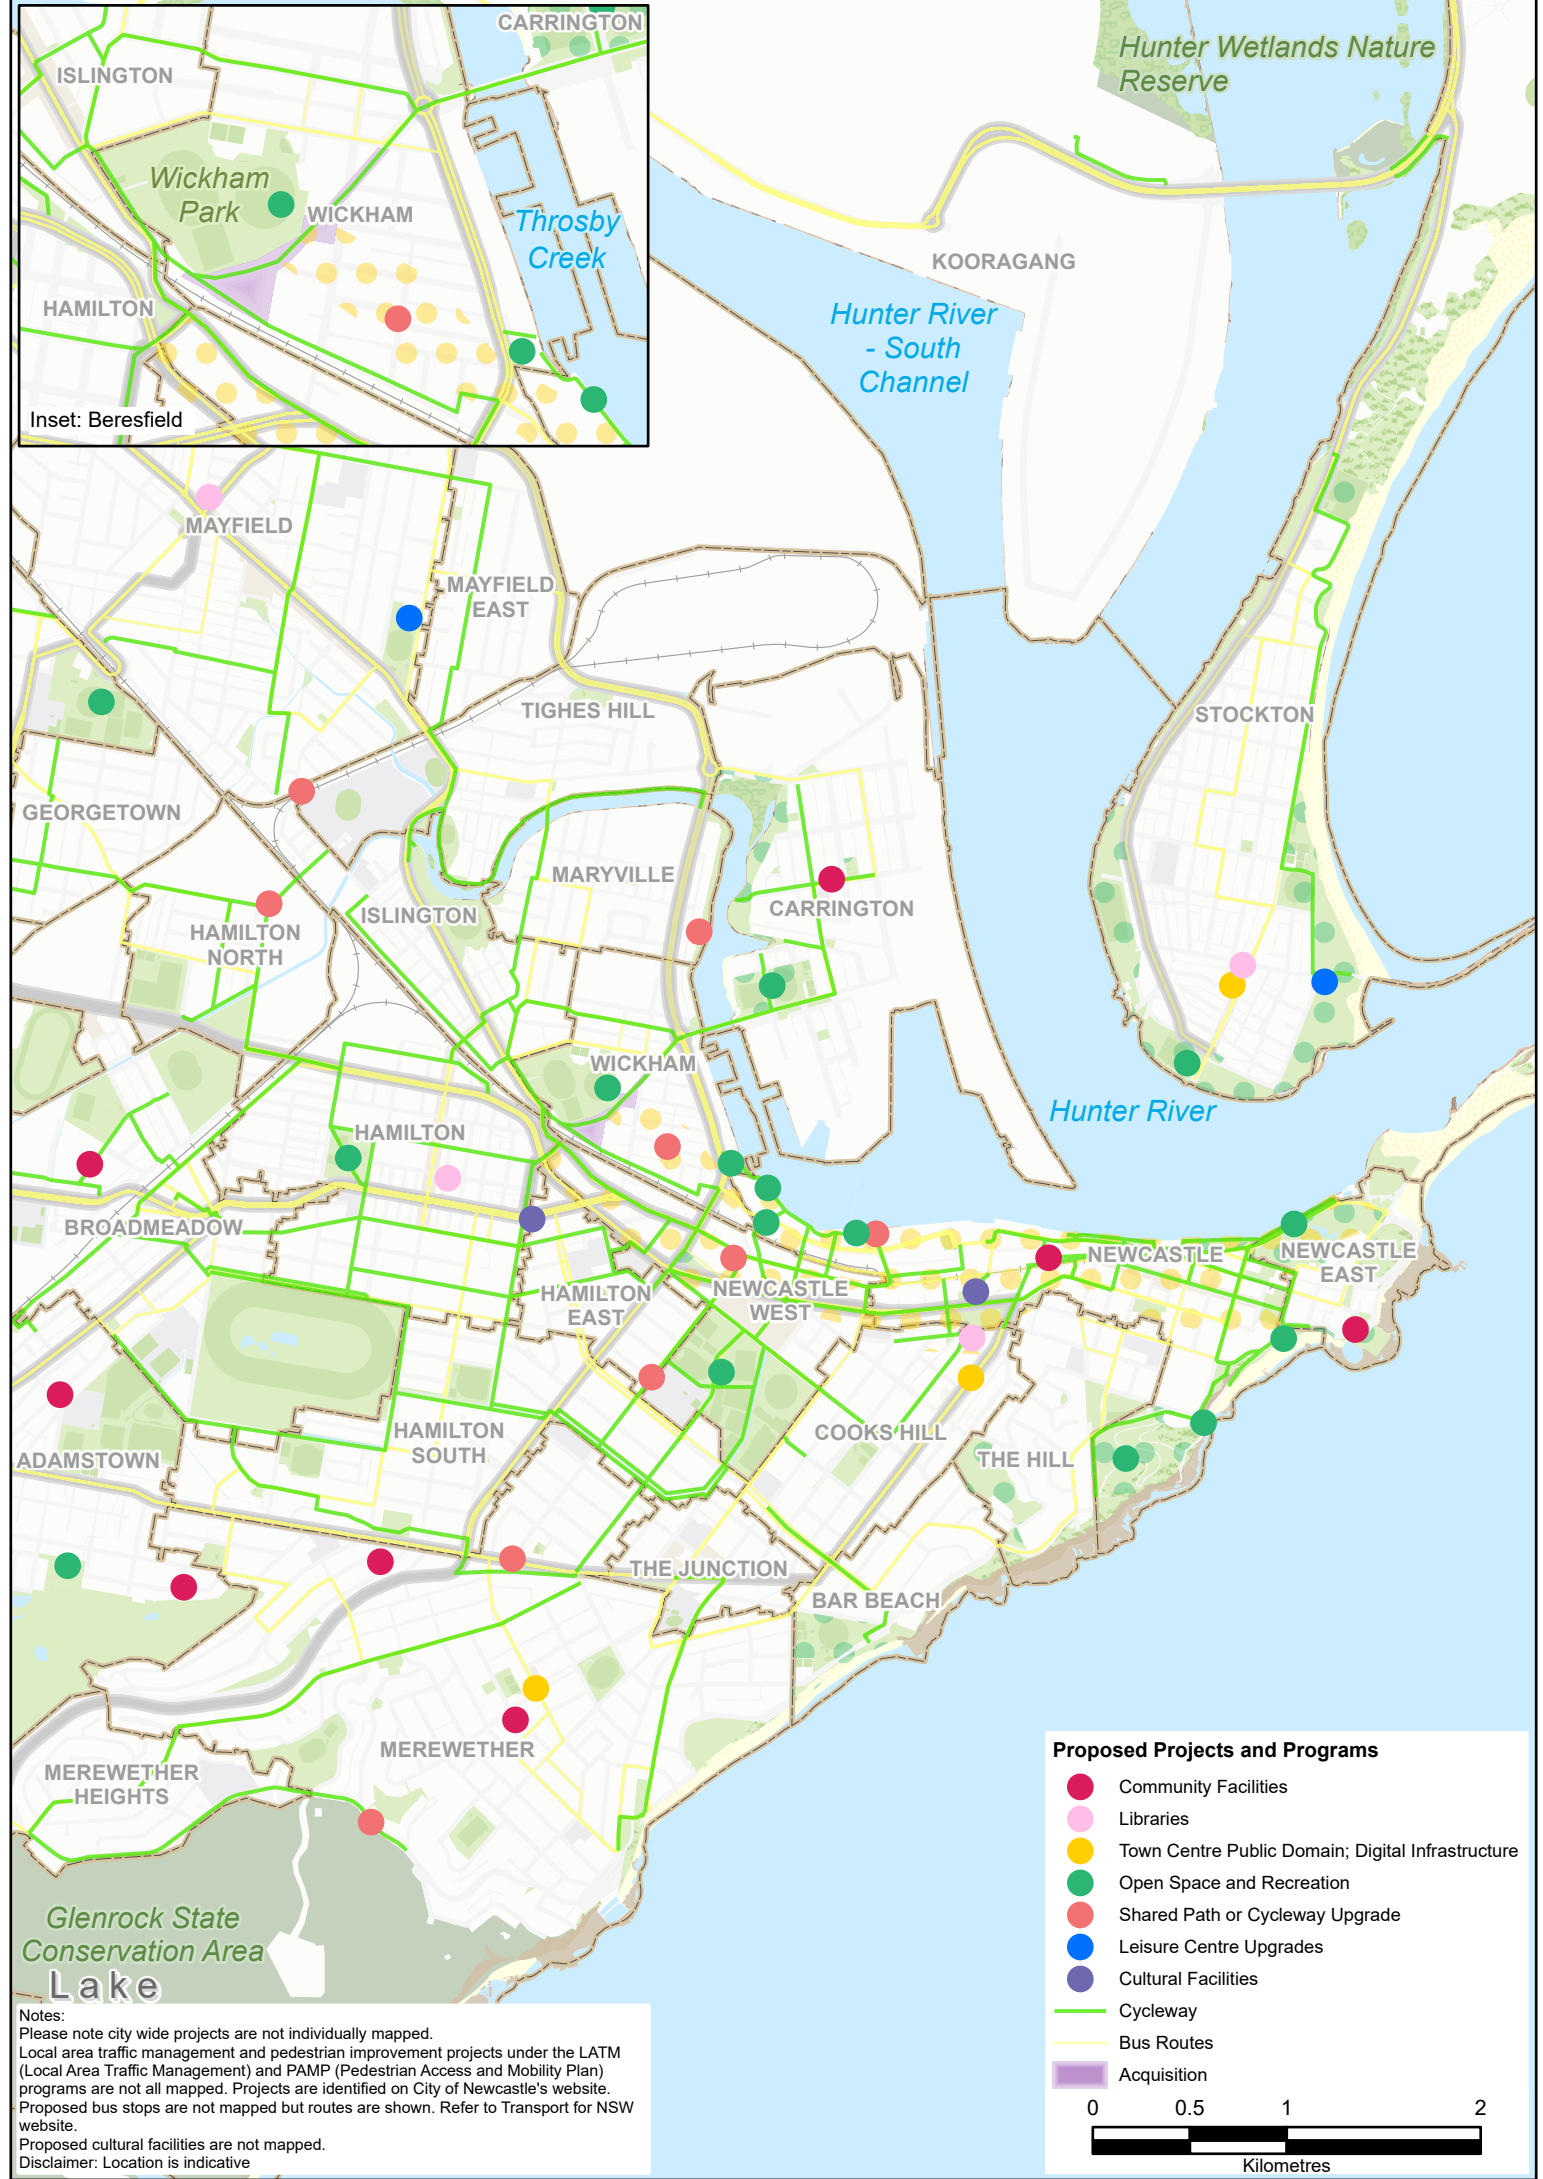 CARRINGTON
ISLINGTON
Wickham
Park
WICKHAM
Throsby
Creek
HAMILTON
Inset: Beresfield
Hunter Wetlands Nature
Reserve
KOORAGANG
Hunter River
- South
Channel
MAYFIELD
MAYFIELD
EAST
TIGHES HILL
STOCKTON
GEORGETOWN
MARYVILLE
CARRINGTON
ISLINGTON
HAMILTON
NORTH
WICKHAM
Hunter River
HAMILTON
BROADMEADOW
NEWCASTLE
NEWCASTLE
EAST
HAMILTON
EAST
NEWCASTLE
WEST
HAMILTON
SOUTH
COOKS HILL
THE HILL
ADAMSTOWN
THE JUNCTION
BAR BEACH
MEREWETHER
MEREWETHER
HEIGHTS
Glenrock State
Conservation Area
Lake
Notes:
Please note city wide projects are not individually mapped.
Local area traffic management and pedestrian improvement projects under the LATM
(Local Area Traffic Management) and PAMP (Pedestrian Access and Mobility Plan)
programs are not all mapped. Projects are identified on City of Newcastle's website.
Proposed bus stops are not mapped but routes are shown. Refer to Transport for NSW
website.
Proposed cultural facilities are not mapped.
Disclaimer: Location is indicative
Proposed Projects and Programs
Community Facilities
Libraries
Town Centre Public Domain; Digital Infrastructure
Open Space and Recreation
Shared Path or Cycleway Upgrade
Leisure Centre Upgrades
Cultural Facilities
Cycleway
Bus Routes
Acquisition
0 0.5 1 2
Kilometres